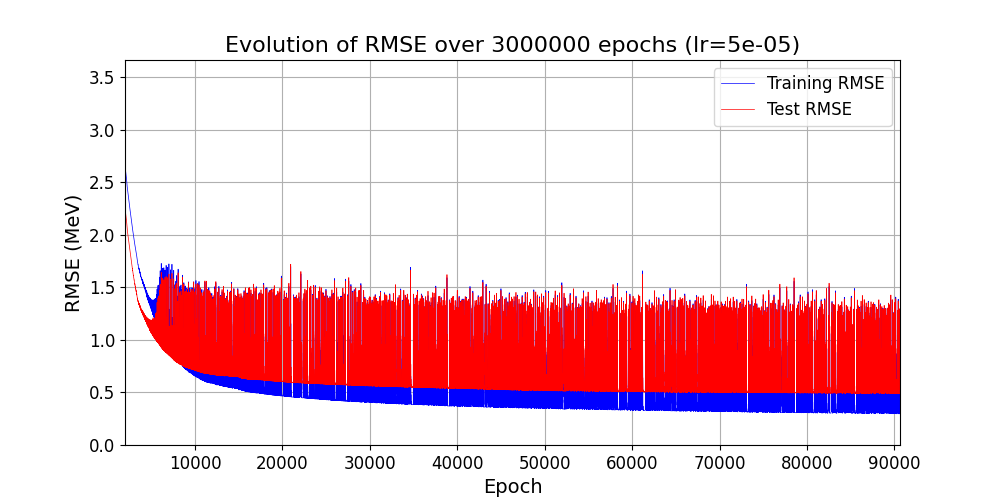 Evolution of RMSE over 3000000 epochs (lr=5e-05)
Training RMSE
Test RMSE
RMSE (MeV)
3.5
3.0
2.5
2.0
1.5
1.0
0.5
0.0
10000 20000 30000 40000 50000 60000 70000 80000 90000
Epoch